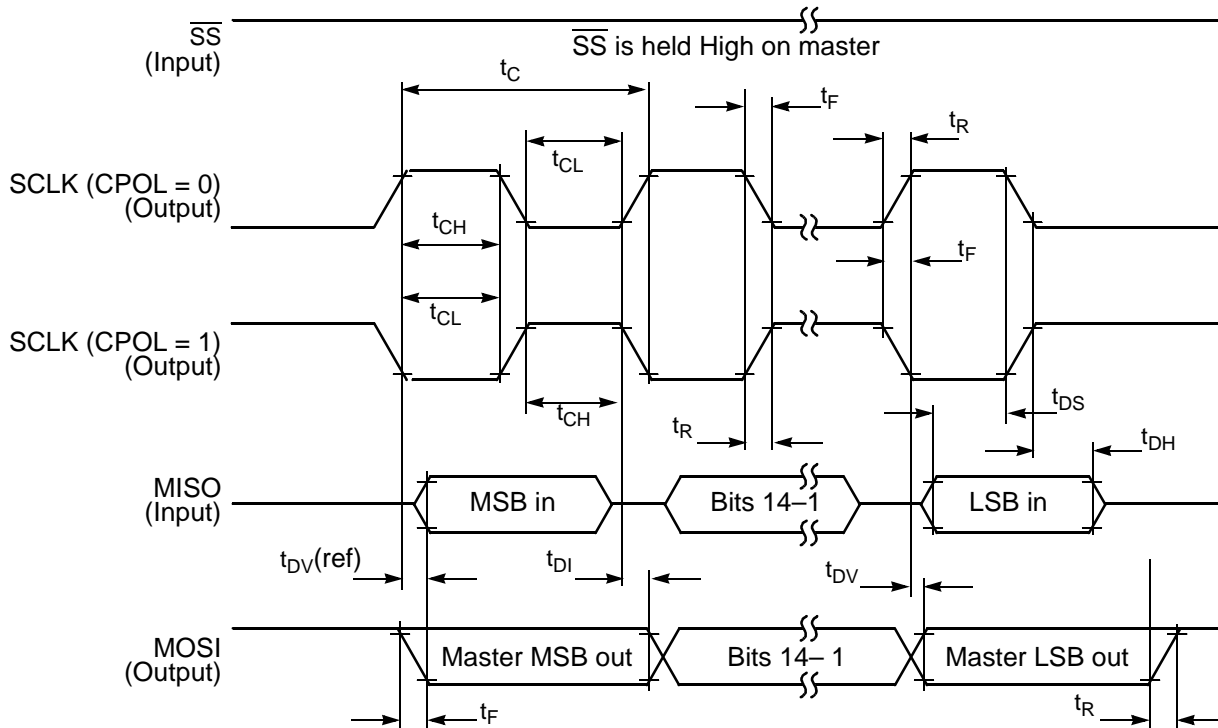 SS
(Input)
SS is held High on master
tC
tF
tR
tCL
SCLK (CPOL = 0)
(Output)
tCH
tF
tCL
SCLK (CPOL = 1)
(Output)
tCH
tR
tDS
tDH
MISO
(Input)
MSB in
Bits 14–1
LSB in
tDV(ref)
tDI
tDV
MOSI
(Output)
Master MSB out
Bits 14– 1
Master LSB out
tF
tR